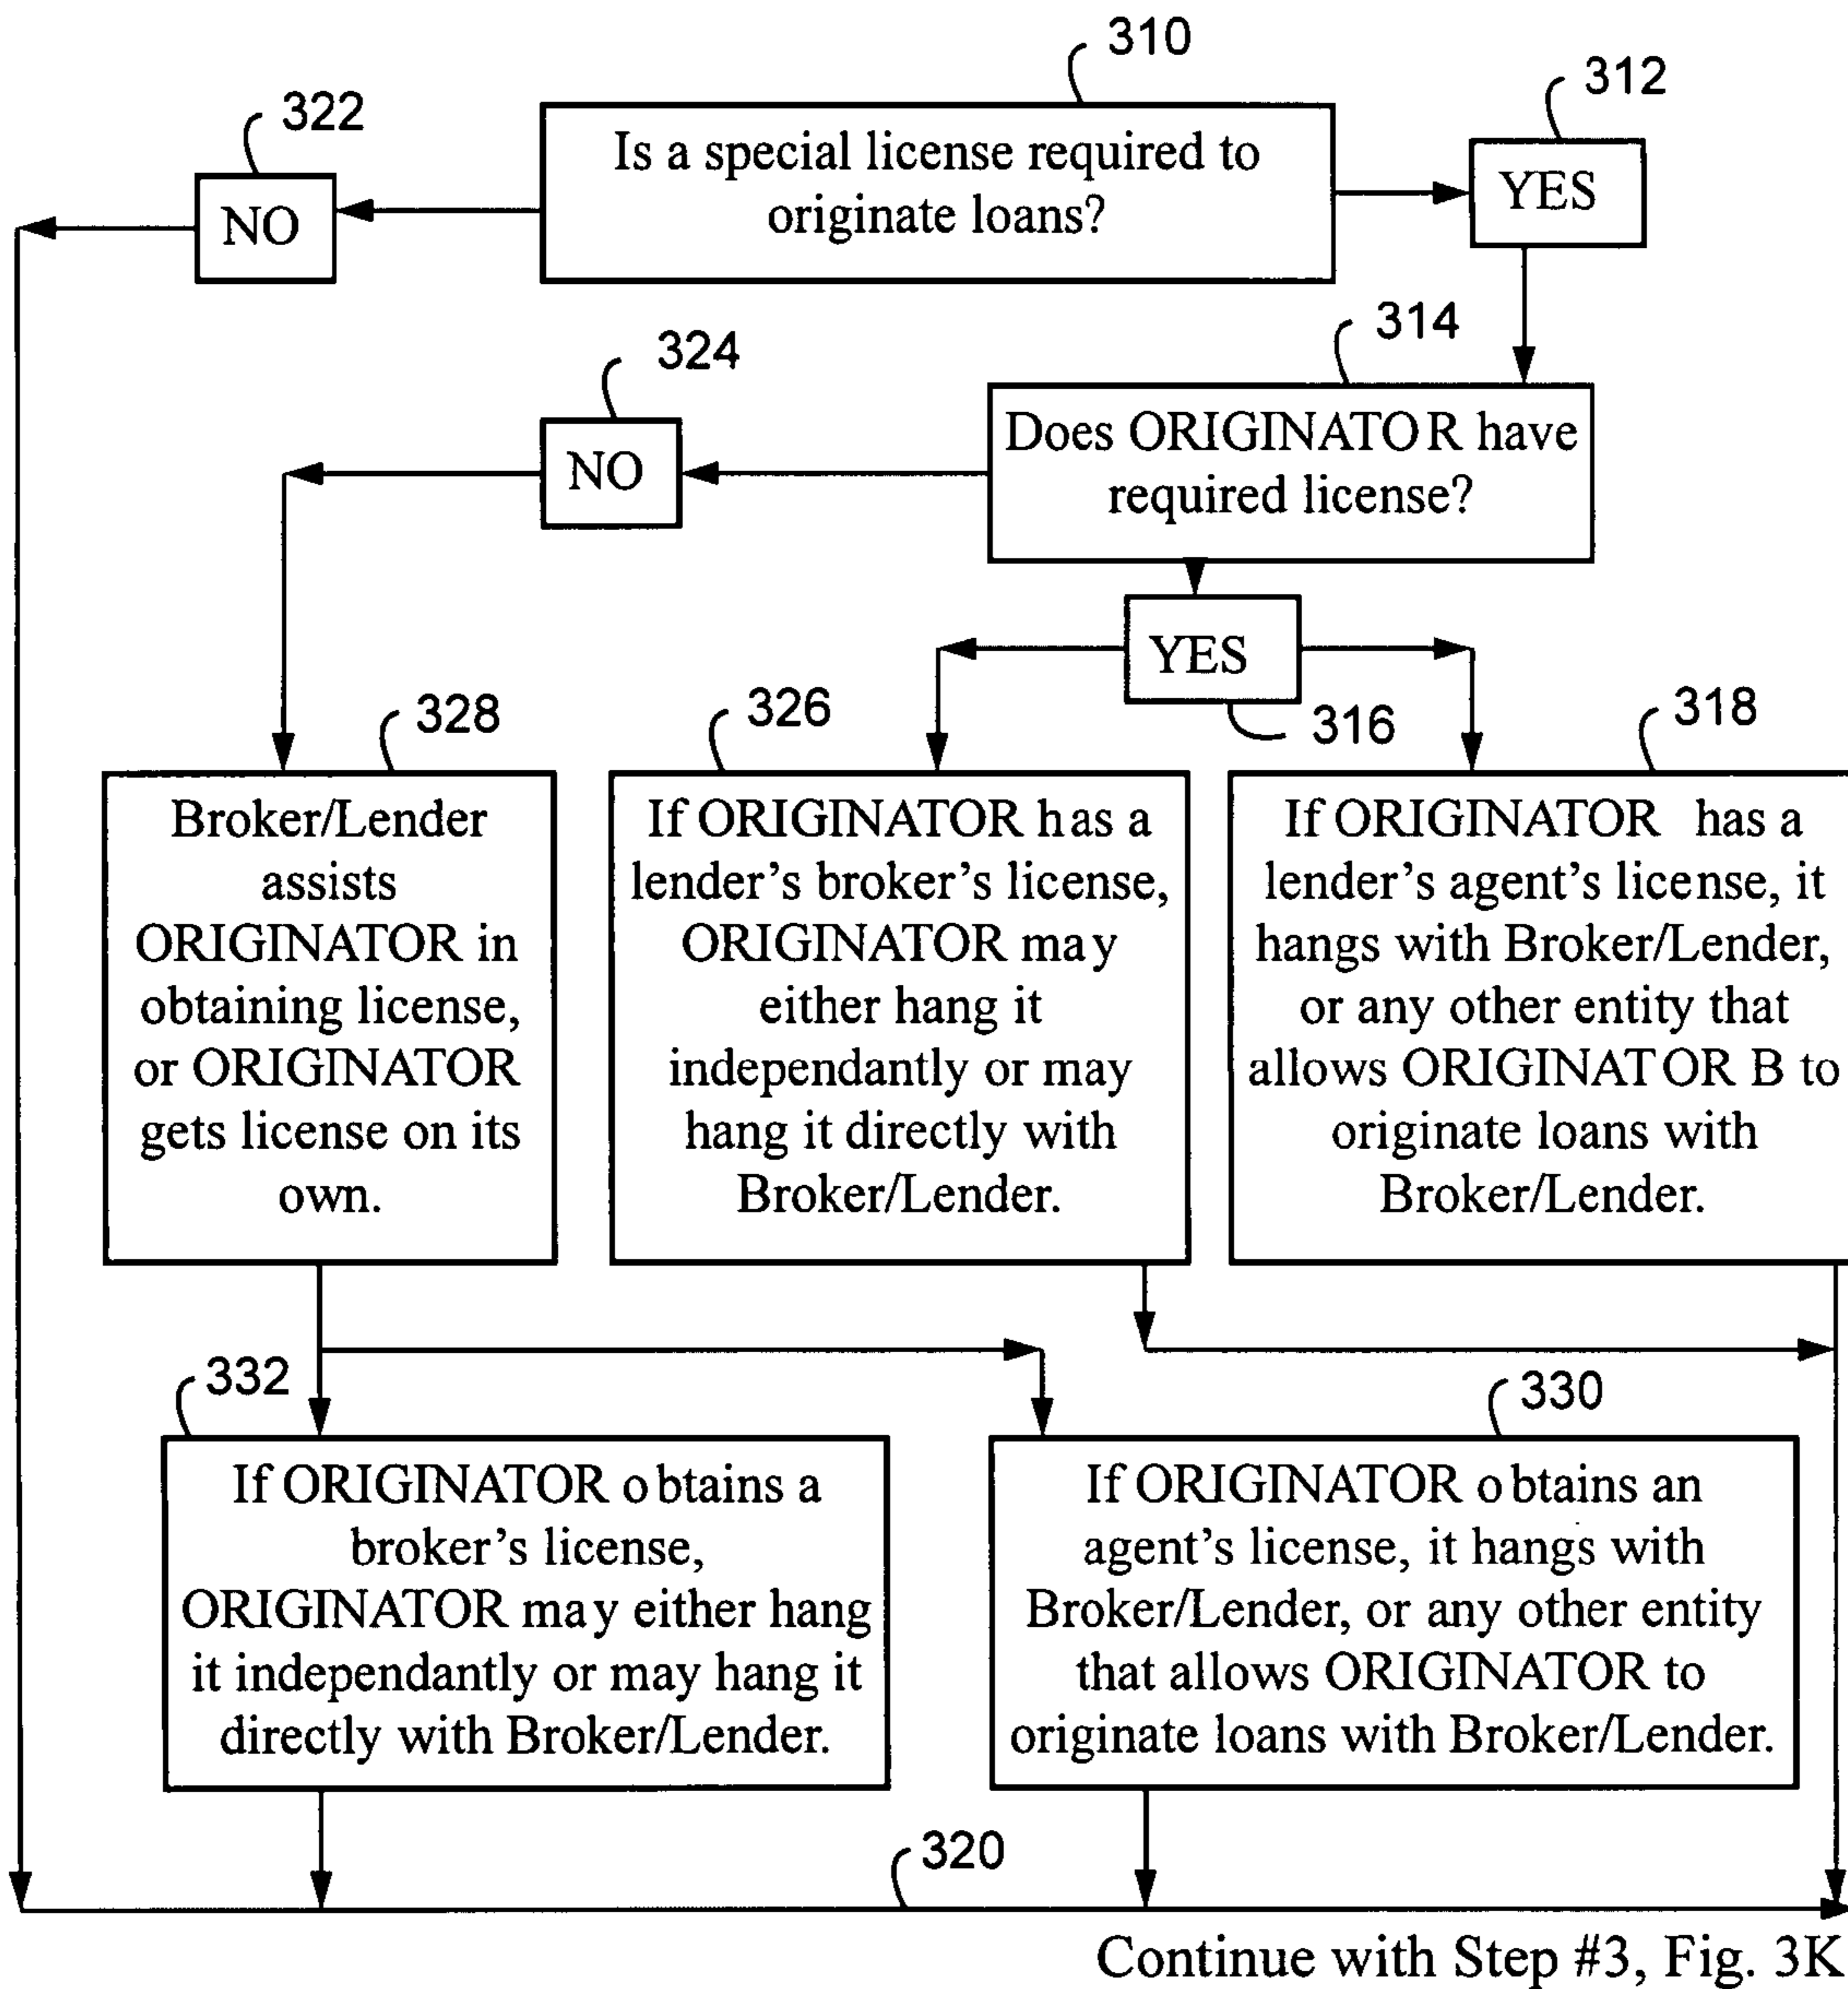 310
312
322
Is a special license required to
originate loans?
YES
NO
314
324
Does ORIGINATOR have
required license?
NO
YES
328
326
316
318
Broker/Lender
assists
ORIGINATOR in
obtaining license,
or ORIGINATOR
gets license on its
own.
If ORIGINATOR has a
lender's broker's license,
ORIGINATOR may
either hang it
independantly or may
hang it directly with
Broker/Lender.
If ORIGINATOR has a
lender's agent's license, it
hangs with Broker/Lender,
or any other entity that
allows ORIGINATOR B to
originate loans with
Broker/Lender.
332
330
If ORIGINATOR obtains a
broker's license,
ORIGINATOR may either hang
it independantly or may hang it
directly with Broker/Lender.
If ORIGINATOR obtains an
agent's license, it hangs with
Broker/Lender, or any other entity
that allows ORIGINATOR to
originate loans with Broker/Lender.
320
Continue with Step #3, Fig. 3K